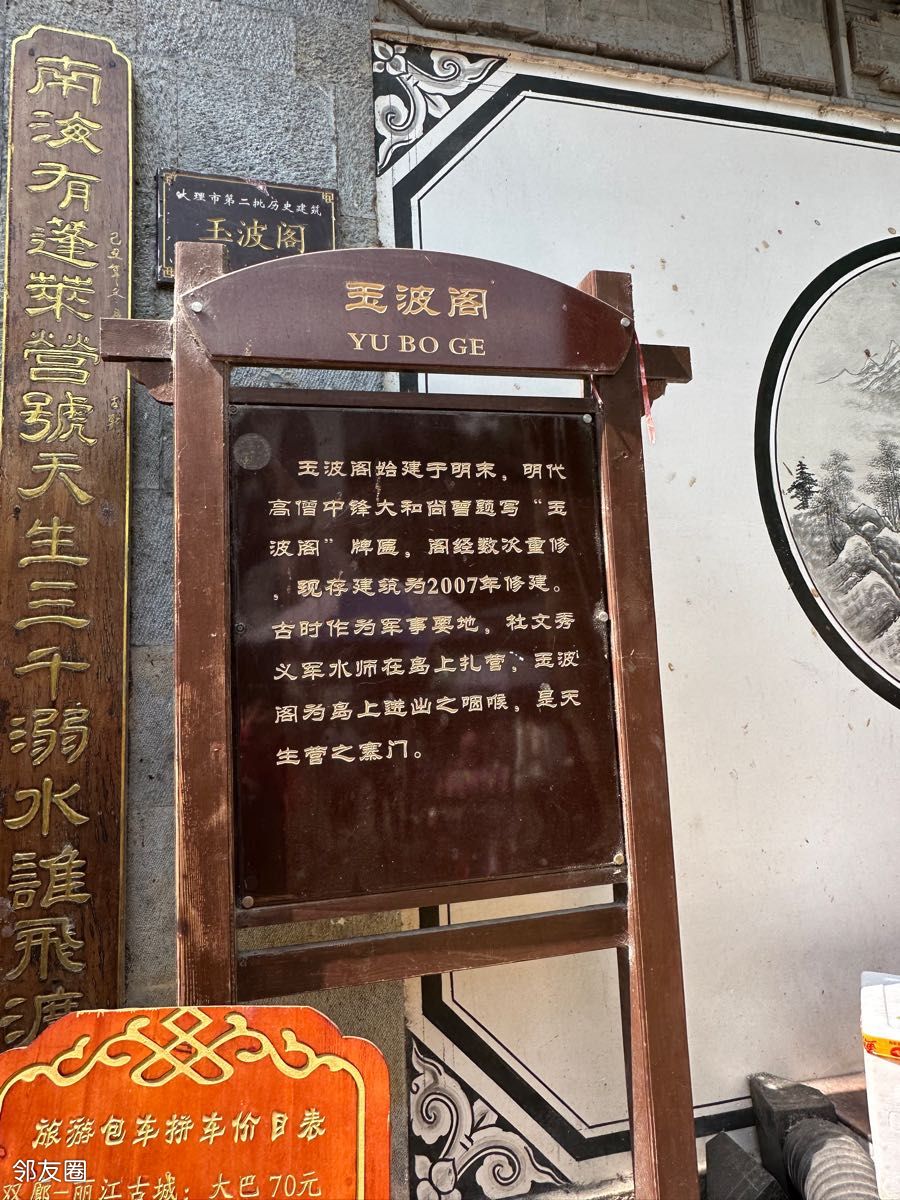 南海有蓬萊營號天生三千溺水誰飛渡
大理市第二批历史建筑
玉波阁
玉波阁
YU BO GE
玉波阁始建于明末，明代
高僧中锋大和尚曾题写“玉
波阁”牌匾，阁经数次重修
，现存建筑为2007年修建。
古时作为军事要地，杜文秀
义军水师在岛上扎营，玉波
阁为岛上进出之咽喉，是天
生营之寨门。
旅游包车拼车价目表
双廊-丽江古城：大巴 70元
邻友圈